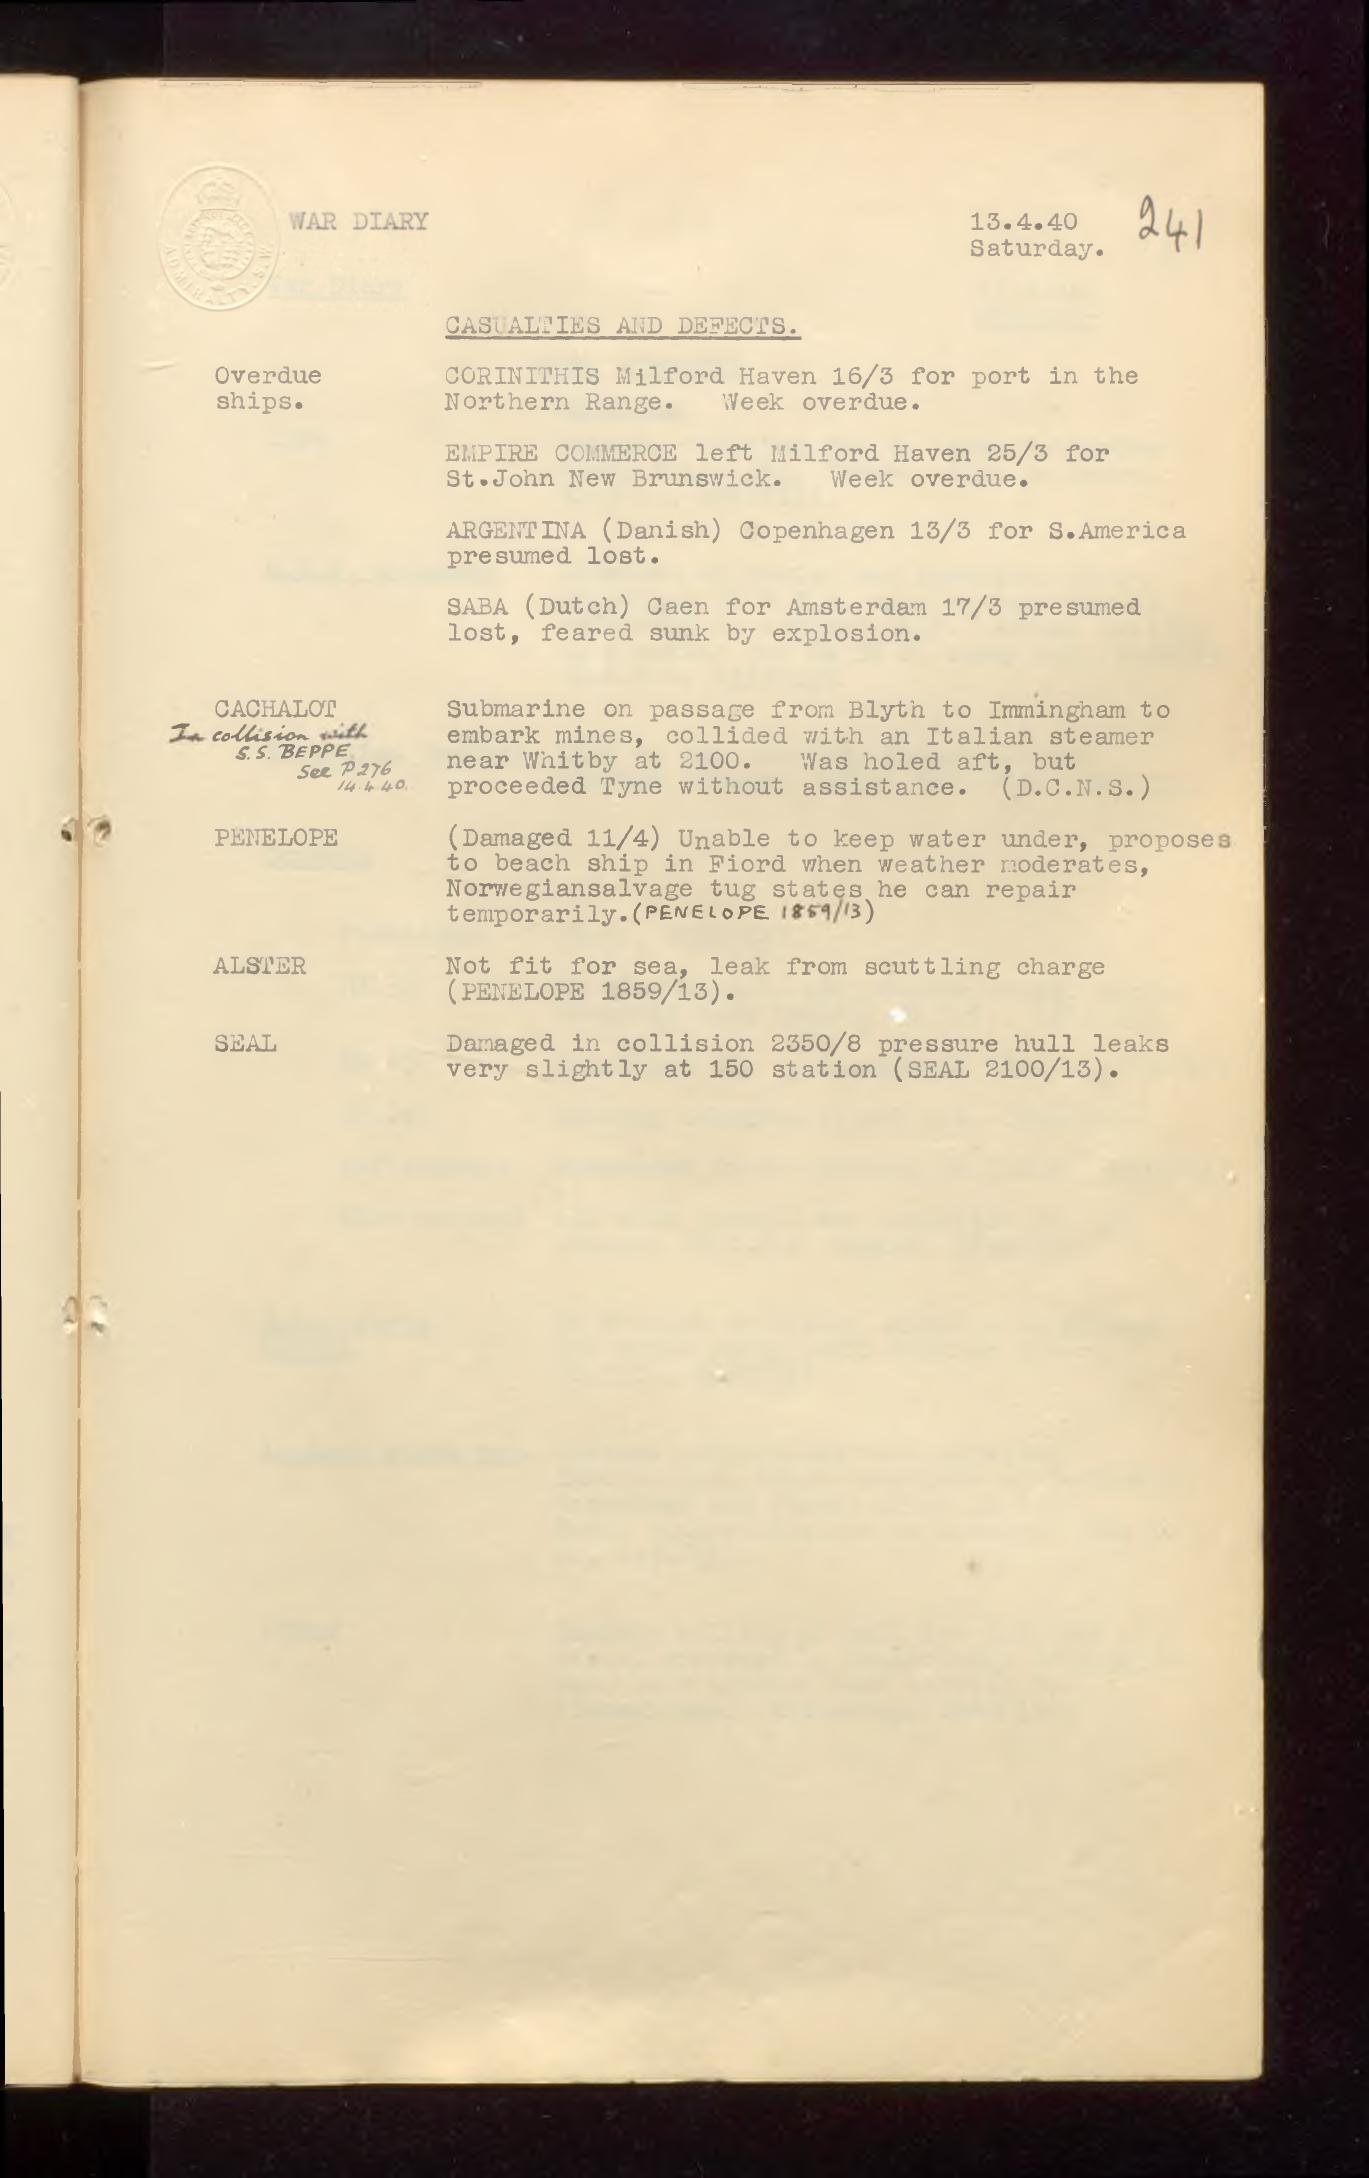 WAR DIARY
13.4.40
241
Saturday.
ADMIRALTY. S.W.
CASUALTIES AND DEFECTS.
Overdue ships.
CORINITHIS Milford Haven 16/3 for port in the
Northern Range. Week overdue.
EMPIRE COMMERCE left Milford Haven 25/3 for
St.John New Brunswick. Week overdue.
ARGENTINA (Danish) Copenhagen 13/3 for S.America
presumed lost.
SABA (Dutch) Caen for Amsterdam 17/3 presumed
lost, feared sunk by explosion.
CACHALOT
In collision with
S.S. BEPPE
See P276
14.4.40.
Submarine on passage from Blyth to Immingham to
embark mines, collided with an Italian steamer
near Whitby at 2100. Was holed aft, but
proceeded Tyne without assistance. (D.C.N.S.)
PENELOPE
(Damaged 11/4) Unable to keep water under, proposes
to beach ship in Fiord when weather moderates,
Norwegiansalvage tug states he can repair
temporarily.(PENELOPE 1859/13)
ALSTER
Not fit for sea, leak from scuttling charge
(PENELOPE 1859/13).
SEAL
Damaged in collision 2350/8 pressure hull leaks
very slightly at 150 station (SEAL 2100/13).